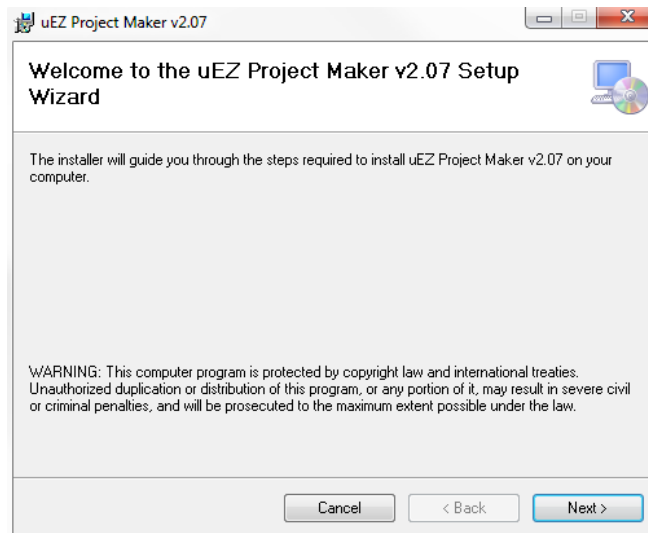 uEZ Project Maker v2.07
Welcome to the uEZ Project Maker v2.07 Setup
Wizard
The installer will guide you through the steps required to install uEZ Project Maker v2.07 on your
computer.
WARNING: This computer program is protected by copyright law and international treaties.
Unauthorized duplication or distribution of this program, or any portion of it, may result in severe civil
or criminal penalties, and will be prosecuted to the maximum extent possible under the law.
Cancel
< Back
Next >